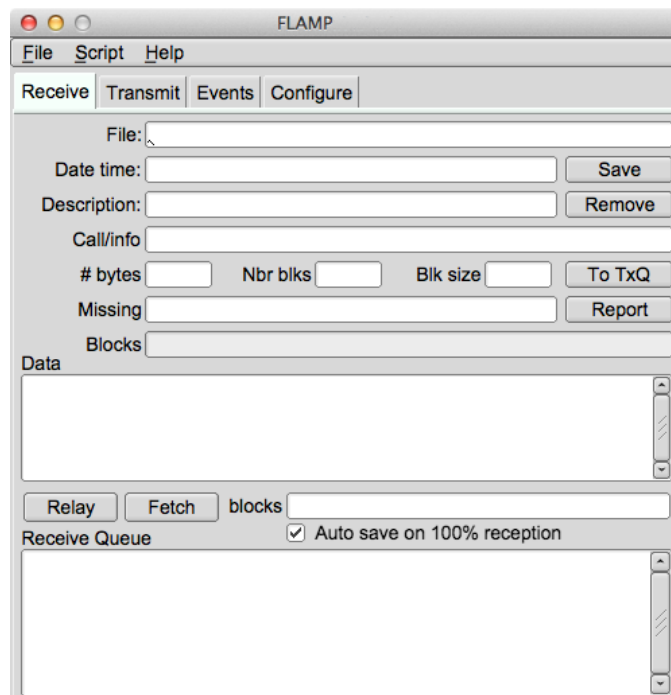 FLAMP
File Script Help
Receive Transmit Events Configure
File:
Date time: Save
Description: Remove
Call/info
# bytes Nbr blks Blk size To TxQ
Missing Report
Blocks
Data
Relay Fetch blocks
Auto save on 100% reception
Receive Queue